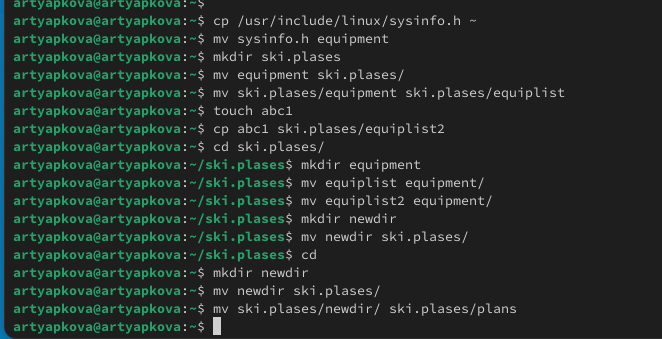 artyapkova@artyapkova:~$
artyapkova@artyapkova:~$ cp /usr/include/linux/sysinfo.h ~
artyapkova@artyapkova:~$ mv sysinfo.h equipment
artyapkova@artyapkova:~$ mkdir ski.plases
artyapkova@artyapkova:~$ mv equipment ski.plases/
artyapkova@artyapkova:~$ mv ski.plases/equipment ski.plases/equiplist
artyapkova@artyapkova:~$ touch abc1
artyapkova@artyapkova:~$ cp abc1 ski.plases/equiplist2
artyapkova@artyapkova:~$ cd ski.plases/
artyapkova@artyapkova:~/ski.plases$ mkdir equipment
artyapkova@artyapkova:~/ski.plases$ mv equiplist equipment/
artyapkova@artyapkova:~/ski.plases$ mv equiplist2 equipment/
artyapkova@artyapkova:~/ski.plases$ mkdir newdir
artyapkova@artyapkova:~/ski.plases$ mv newdir ski.plases/
artyapkova@artyapkova:~/ski.plases$ cd
artyapkova@artyapkova:~$ mkdir newdir
artyapkova@artyapkova:~$ mv newdir ski.plases/
artyapkova@artyapkova:~$ mv ski.plases/newdir/ ski.plases/plans
artyapkova@artyapkova:~$